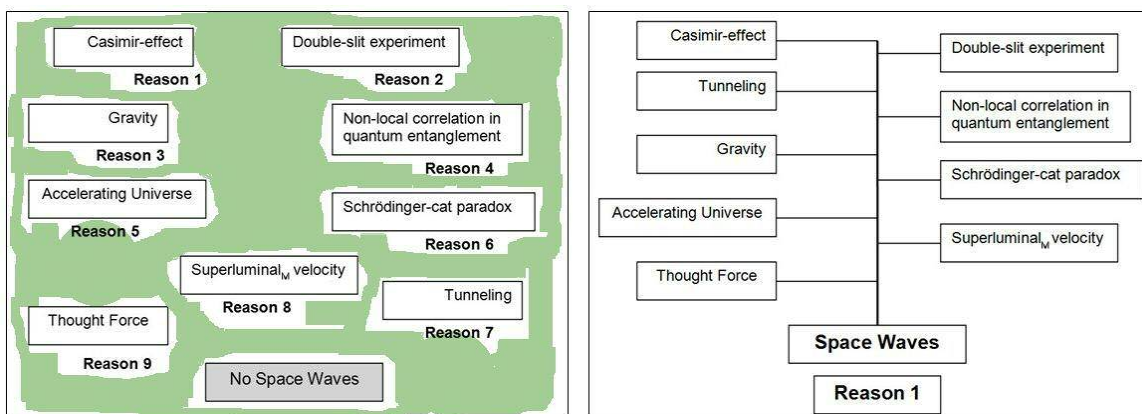 Casimir-effect
Double-slit experiment
Reason 1
Reason 2
Gravity
Non-local correlation in
quantum entanglement
Reason 3
Reason 4
Accelerating Universe
Schrödinger-cat paradox
Reason 5
Reason 6
Superluminal_M velocity
Tunneling
Reason 8
Thought Force
Reason 7
Reason 9
No Space Waves
Casimir-effect
Double-slit experiment
Tunneling
Non-local correlation in
quantum entanglement
Gravity
Schrödinger-cat paradox
Accelerating Universe
Superluminal_M velocity
Thought Force
Space Waves
Reason 1